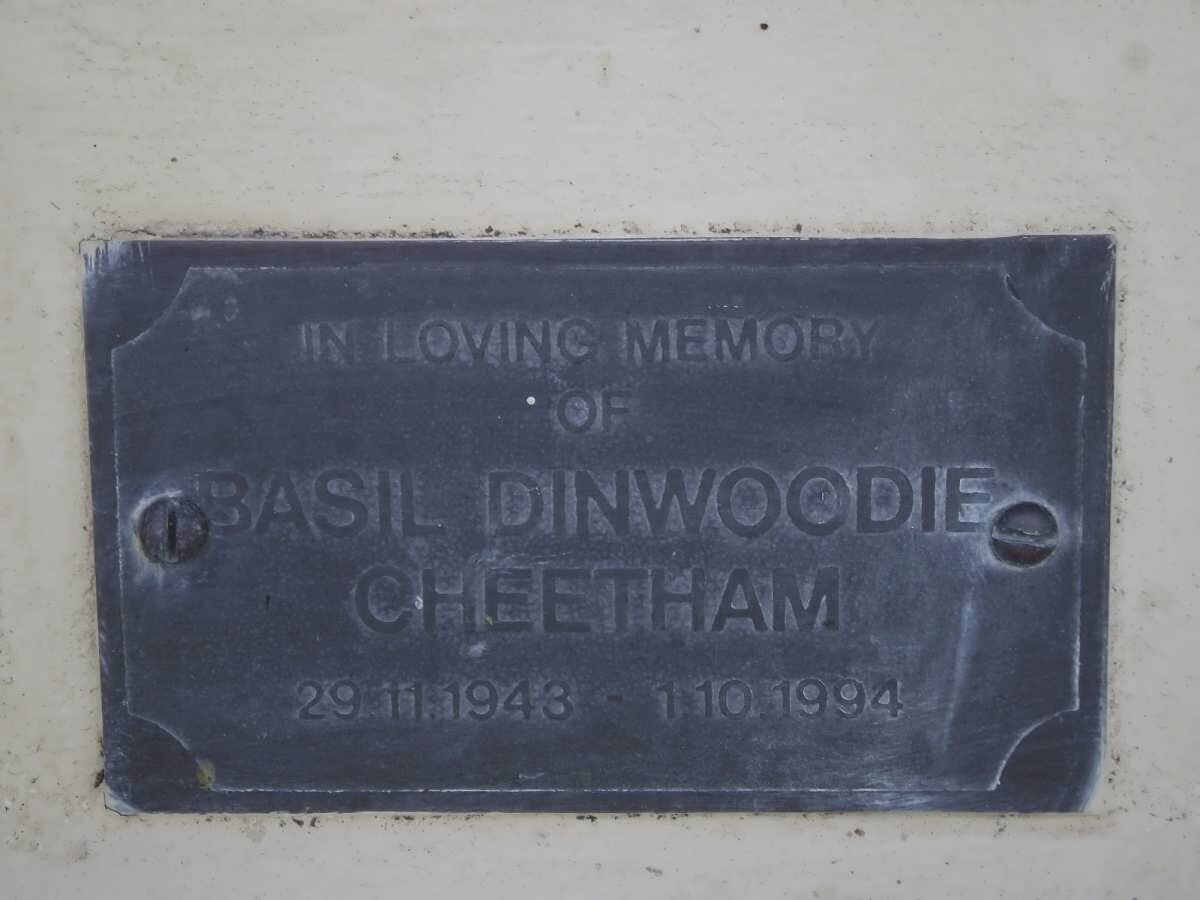 IN LOVING MEMORY
OF
BASIL DINWOODIE
CHEETHAM
29.11.1943 - 1.10.1994